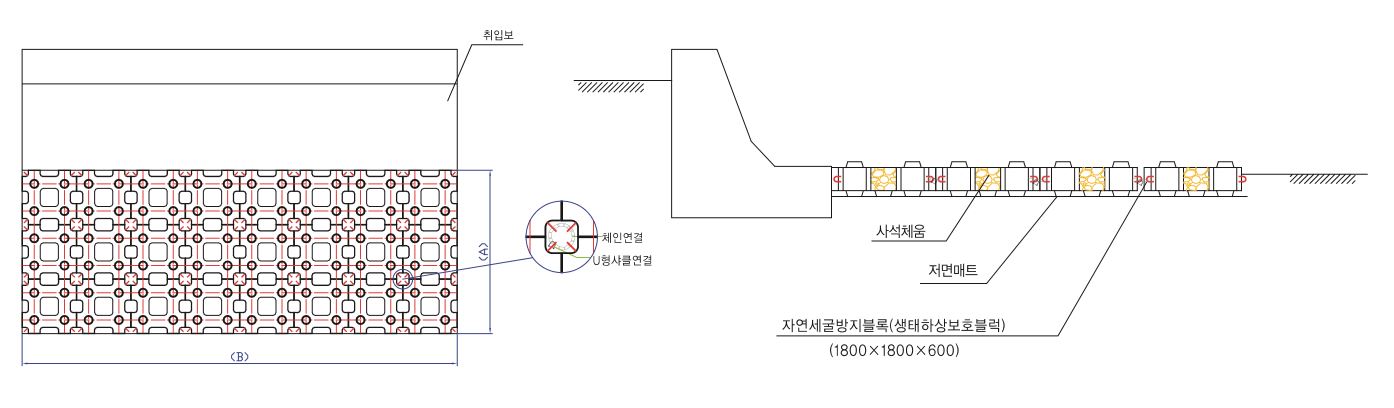 취입보
(A)
체인연결
U형샤클연결
(B)
사석체움
저면매트
자연세굴방지블록(생태하상보호블럭)
(1800×1800×600)